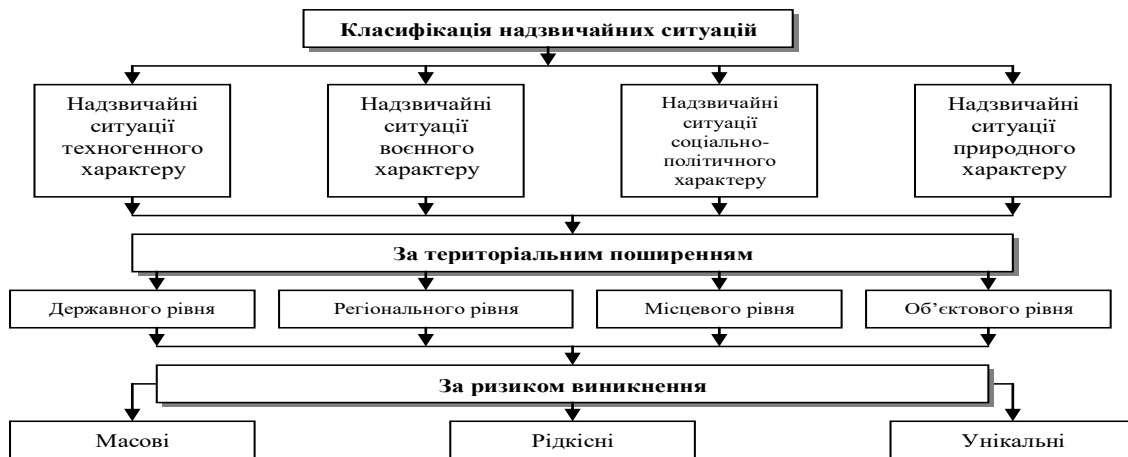 Класифікація надзвичайних ситуацій
Надзвичайні
ситуації
техногенного
характеру
Надзвичайні
ситуації
воєнного
характеру
Надзвичайні
ситуації
соціально-
політичного
характеру
Надзвичайні
ситуації
природного
характеру
За територіальним поширенням
Державного рівня
Регіонального рівня
Місцевого рівня
Об’єктового рівня
За ризиком виникнення
Масові
Рідкісні
Унікальні